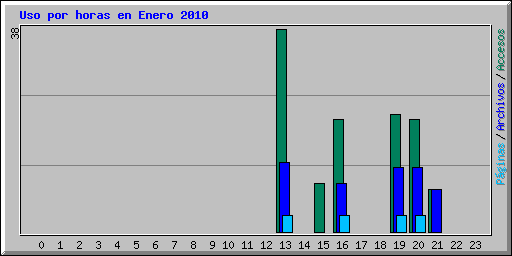 Uso por horas en Enero 2010
38
Páginas / Archivos / Accesos
0 1 2 3 4 5 6 7 8 9 10 11 12 13 14 15 16 17 18 19 20 21 22 23